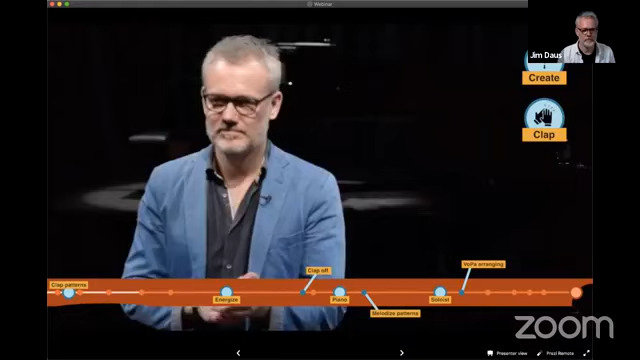 Webinar
Jim Daus
Create
Clap
Clap patterns
Energize
Clap off
Piano
Melodize patterns
Soloist
VoPa arranging
zoom
Presenter view
Prezi Remote